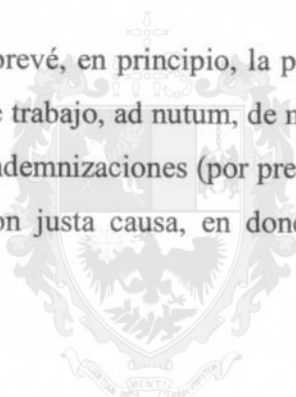 prevé, en principio, la p
e trabajo, ad nutum, de m
ndemnizaciones (por pre
on justa causa, en dond